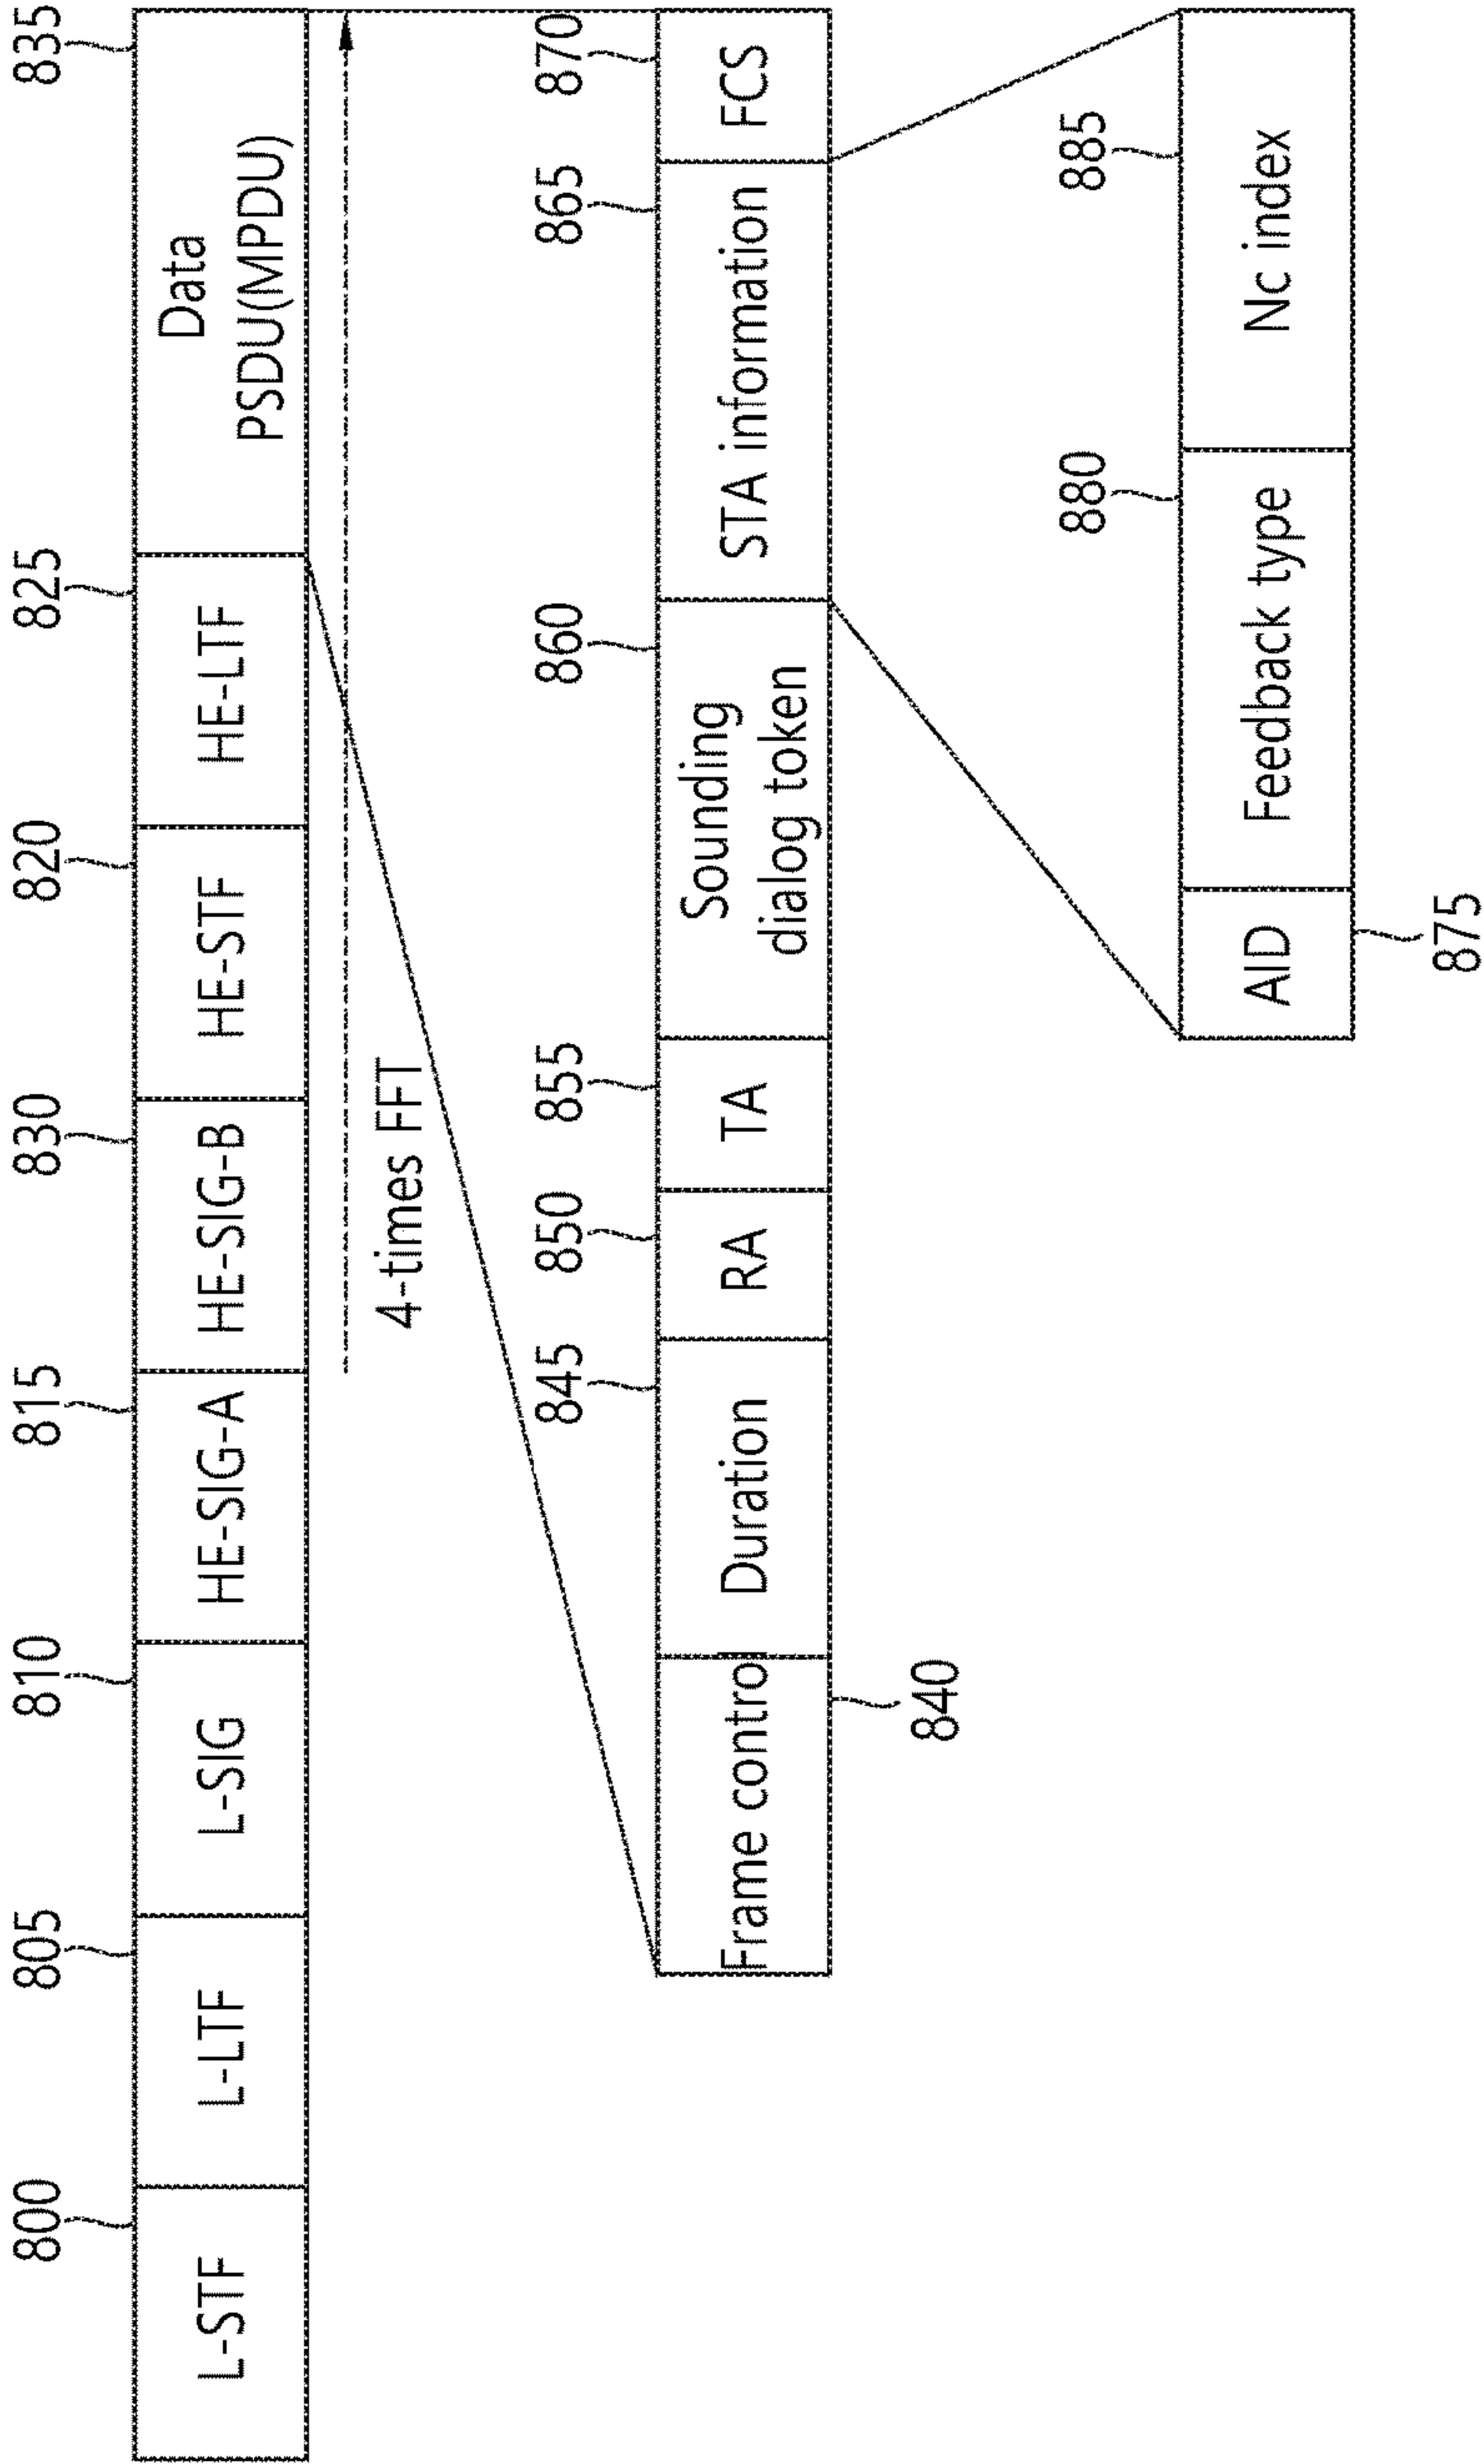 800 805 810 815 830 820 825 835
L-STF L-LTF L-SIG HE-SIG-A HE-SIG-B HE-STF HE-LTF Data
PSDU(MPDU)
4-times FFT
845 850 855 860 865 870
Frame control Duration RA TA Sounding
dialog token STA information FCS
840
880 885
AID Feedback type Nc index
875